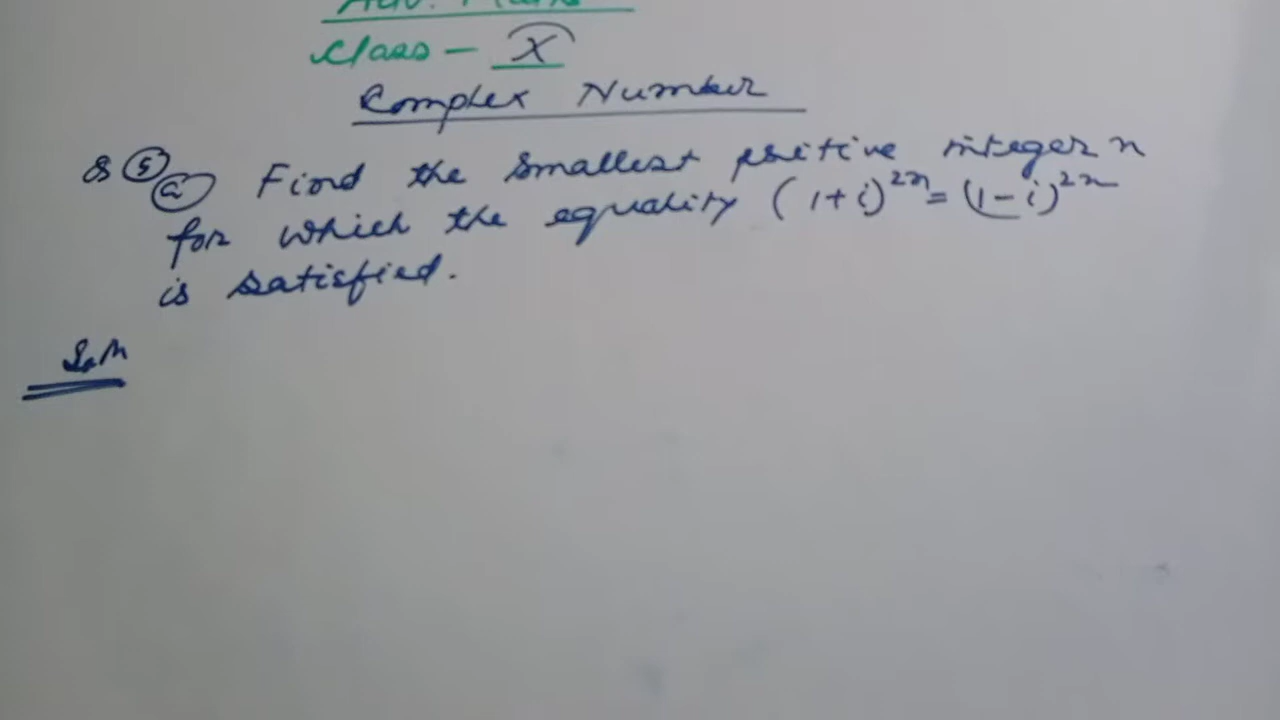 Class - X
Complex Number
Q 5 a Find the smallest positive integer n
for which the equality (1+i)²ⁿ = (1-i)²ⁿ
is satisfied.
Soln